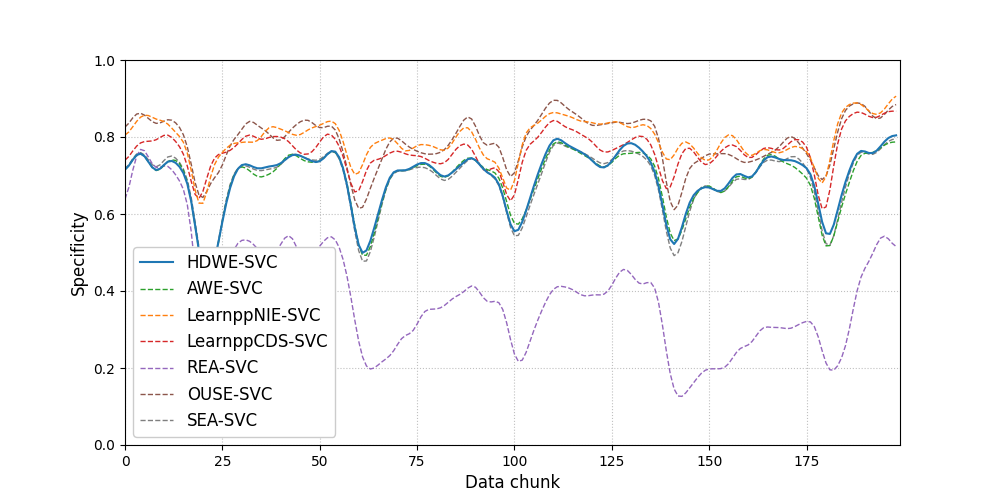 1.0
0.8
0.6
0.4
0.2
0.0
Specificity
HDWE-SVC
AWE-SVC
LearnppNIE-SVC
LearnppCDS-SVC
REA-SVC
OUSE-SVC
SEA-SVC
0 25 50 75 100 125 150 175
Data chunk